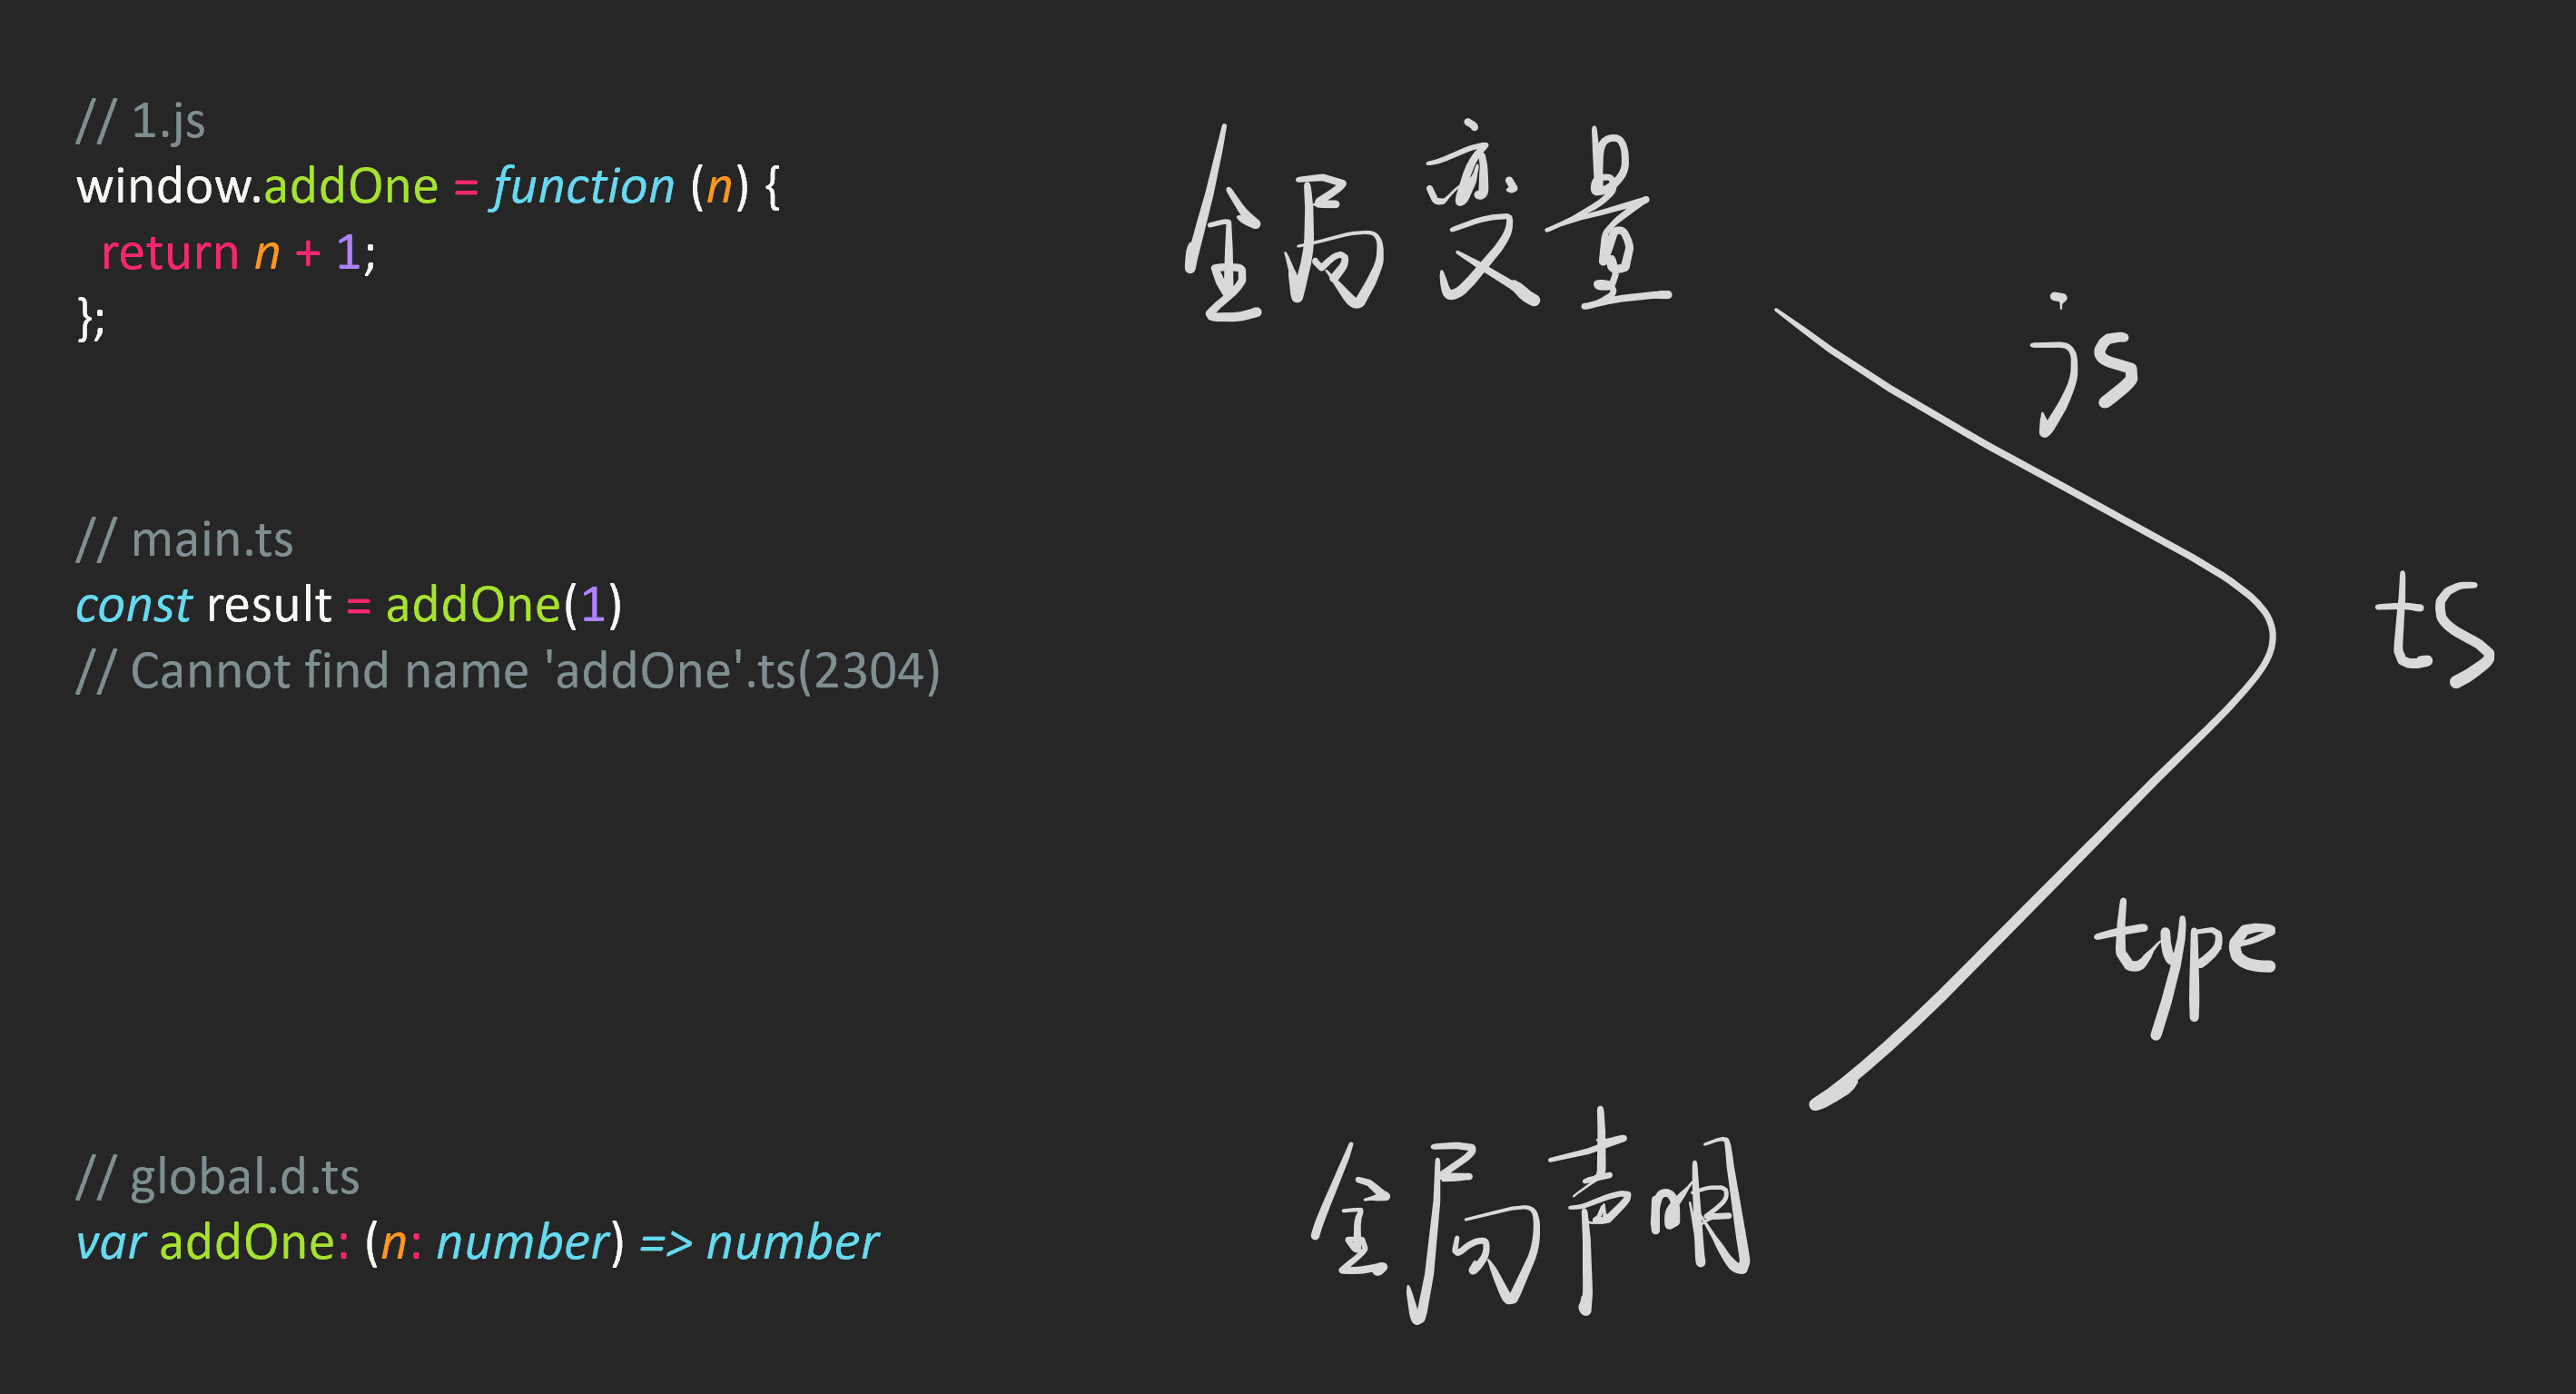 // 1.js
window.addOne = function (n) {
  return n + 1;
};
全局变量
js
// main.ts
const result = addOne(1)
// Cannot find name 'addOne'.ts(2304)
ts
type
// global.d.ts
var addOne: (n: number) => number
全局声明